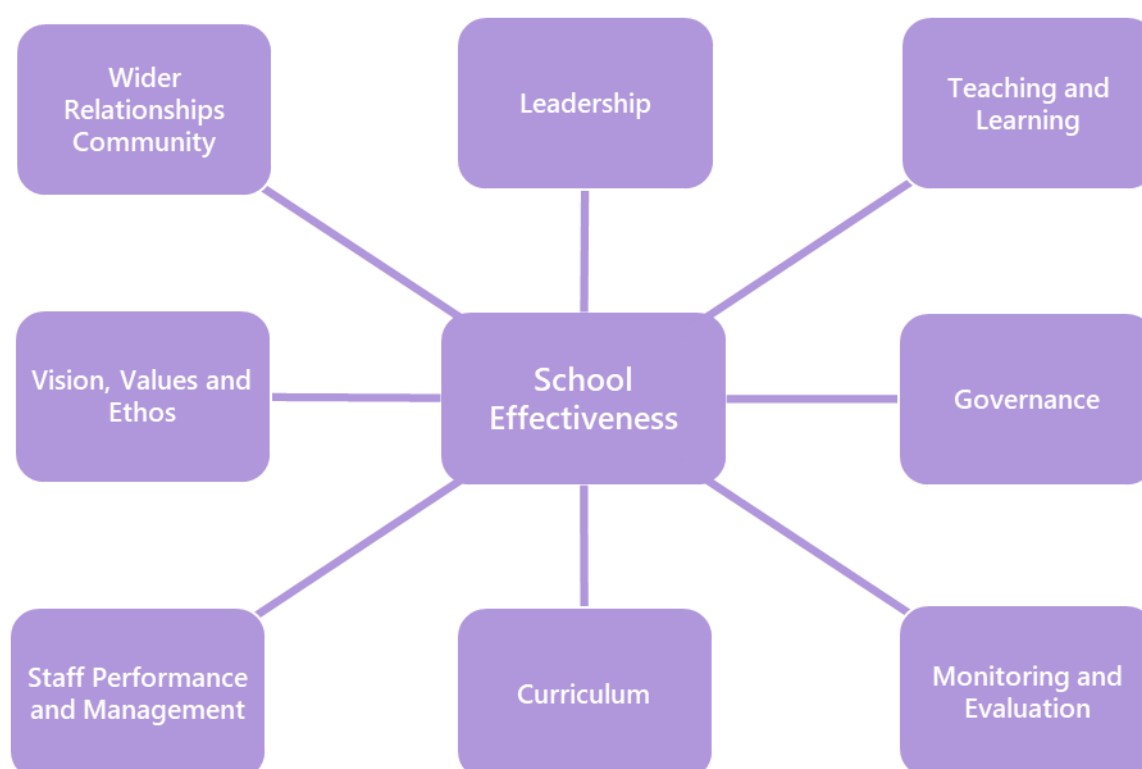 Wider
Relationships
Community
Leadership
Teaching and
Learning
Vision, Values and
Ethos
School
Effectiveness
Governance
Staff Performance
and Management
Curriculum
Monitoring and
Evaluation